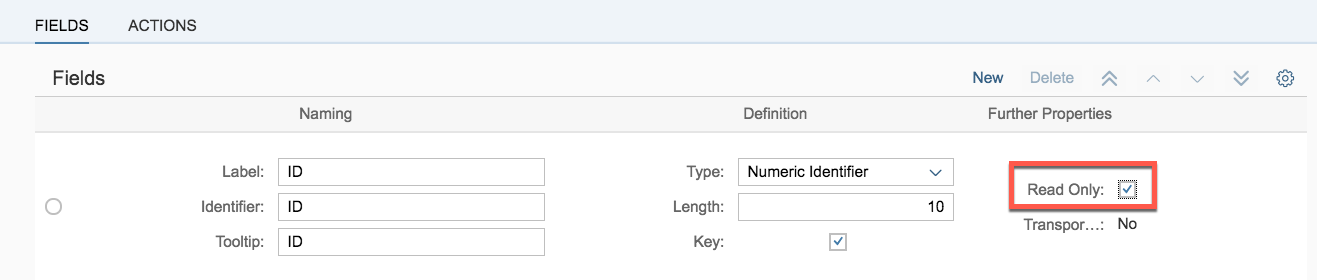 FIELDS ACTIONS
Fields New Delete
Naming Definition Further Properties
Label: ID Type: Numeric Identifier Read Only:
Identifier: ID Length: 10 Transpor...: No
Tooltip: ID Key: